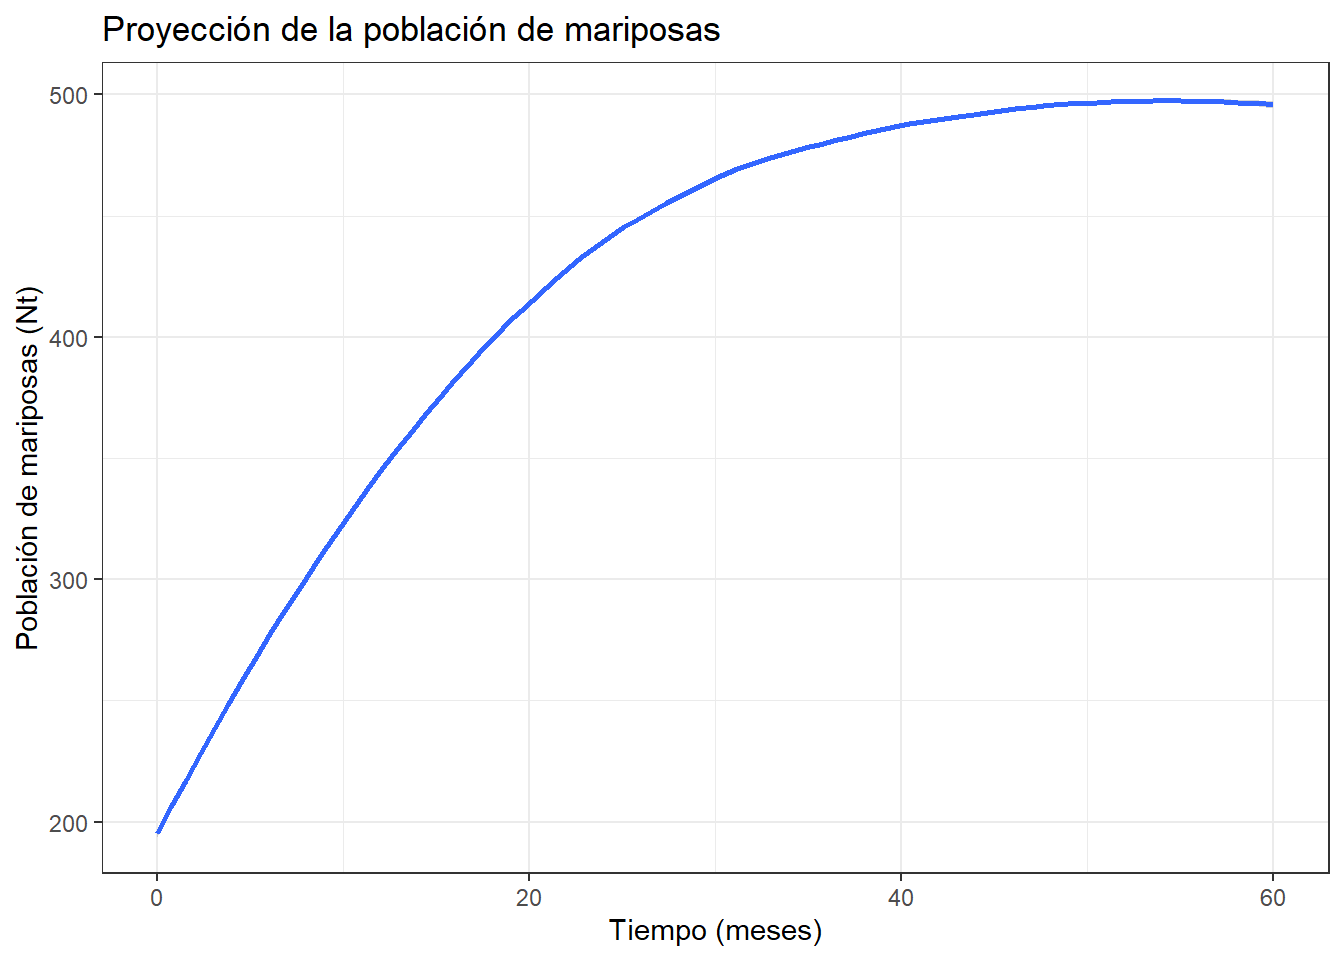 Proyección de la población de mariposas
Población de mariposas (Nt)
500
400
300
200
0 20 40 60
Tiempo (meses)